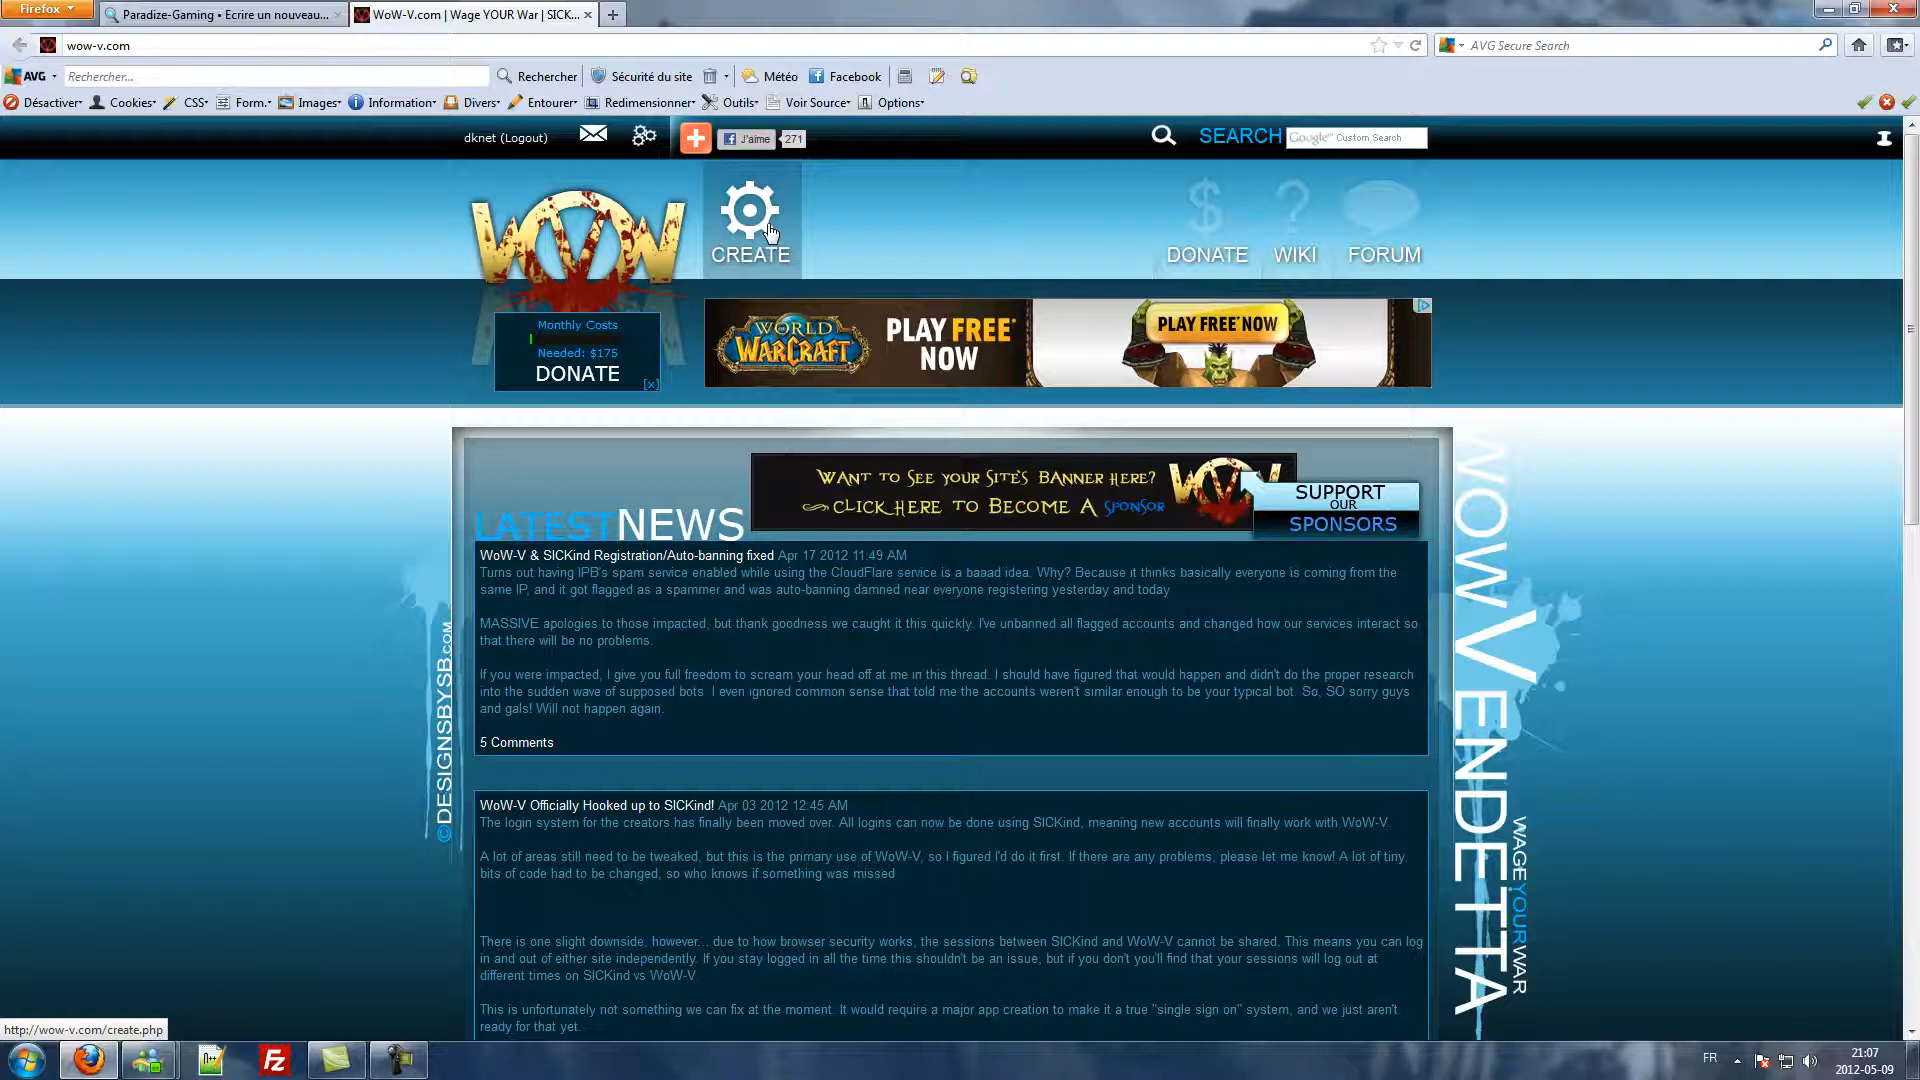 Firefox
Paradize-Gaming • Ecrire un nouveau...
WoW-V.com | Wage YOUR War | SICK...
wow-v.com
AVG Secure Search
AVG
Rechercher...
Rechercher
Sécurité du site
Météo
Facebook
Désactiver
Cookies
CSS
Form.
Images
Information
Divers
Entourer
Redimensionner
Outils
Voir Source
Options
dknet (Logout)
J'aime
271
SEARCH
Google™ Custom Search
WOW
CREATE
DONATE
WIKI
FORUM
Monthly Costs
Needed: $175
DONATE
[x]
WORLD
WARCRAFT
PLAY FREE
NOW
PLAY FREE NOW
WANT TO SEE YOUR SITE'S BANNER HERE?
CLICK HERE TO BECOME A SPONSOR
SUPPORT
OUR
SPONSORS
LATESTNEWS
WoW-V & SICKind Registration/Auto-banning fixed Apr 17 2012 11:49 AM
Turns out having IPB's spam service enabled while using the CloudFlare service is a baaad idea. Why? Because it thinks basically everyone is coming from the
same IP, and it got flagged as a spammer and was auto-banning damned near everyone registering yesterday and today
MASSIVE apologies to those impacted, but thank goodness we caught it this quickly. I've unbanned all flagged accounts and changed how our services interact so
that there will be no problems.
If you were impacted, I give you full freedom to scream your head off at me in this thread. I should have figured that would happen and didn't do the proper research
into the sudden wave of supposed bots. I even ignored common sense that told me the accounts weren't similar enough to be your typical bot. So, SO sorry guys
and gals! Will not happen again.
5 Comments
WoW-V Officially Hooked up to SICKind! Apr 03 2012 12:45 AM
The login system for the creators has finally been moved over. All logins can now be done using SICKind, meaning new accounts will finally work with WoW-V.
A lot of areas still need to be tweaked, but this is the primary use of WoW-V, so I figured I'd do it first. If there are any problems, please let me know! A lot of tiny
bits of code had to be changed, so who knows if something was missed
There is one slight downside, however... due to how browser security works, the sessions between SICKind and WoW-V cannot be shared. This means you can log
in and out of either site independently. If you stay logged in all the time this shouldn't be an issue, but if you don't you'll find that your sessions will log out at
different times on SICKind vs WoW-V
This is unfortunately not something we can fix at the moment. It would require a major app creation to make it a true "single sign on" system, and we just aren't
ready for that yet.
©DESIGNSBYSB.COM
WOWVENDETTA
WAGEYOURWAR
http://wow-v.com/create.php
FR
21:07
2012-05-09